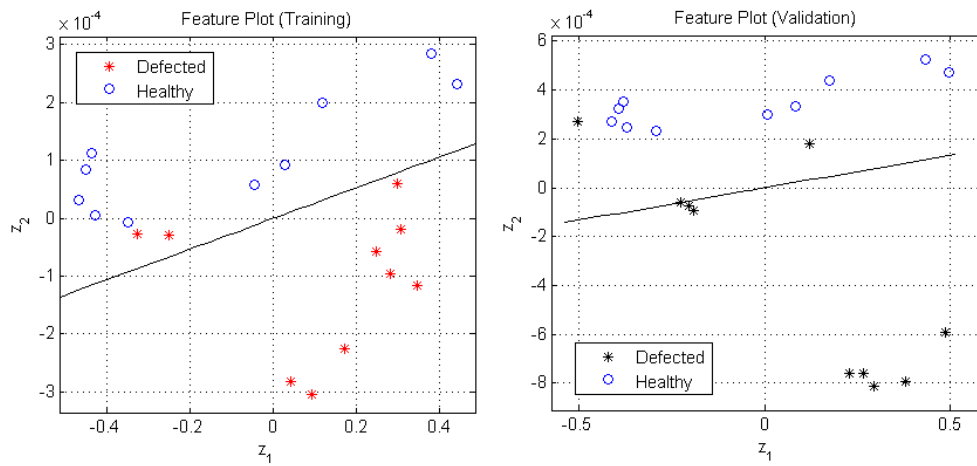 × 10⁻⁴
Feature Plot (Training)
3
2
1
0
-1
-2
-3
z₂
Defected
Healthy
-0.4
-0.2
0
0.2
0.4
z₁
× 10⁻⁴
Feature Plot (Validation)
6
4
2
0
-2
-4
-6
-8
z₂
Defected
Healthy
-0.5
0
0.5
z₁